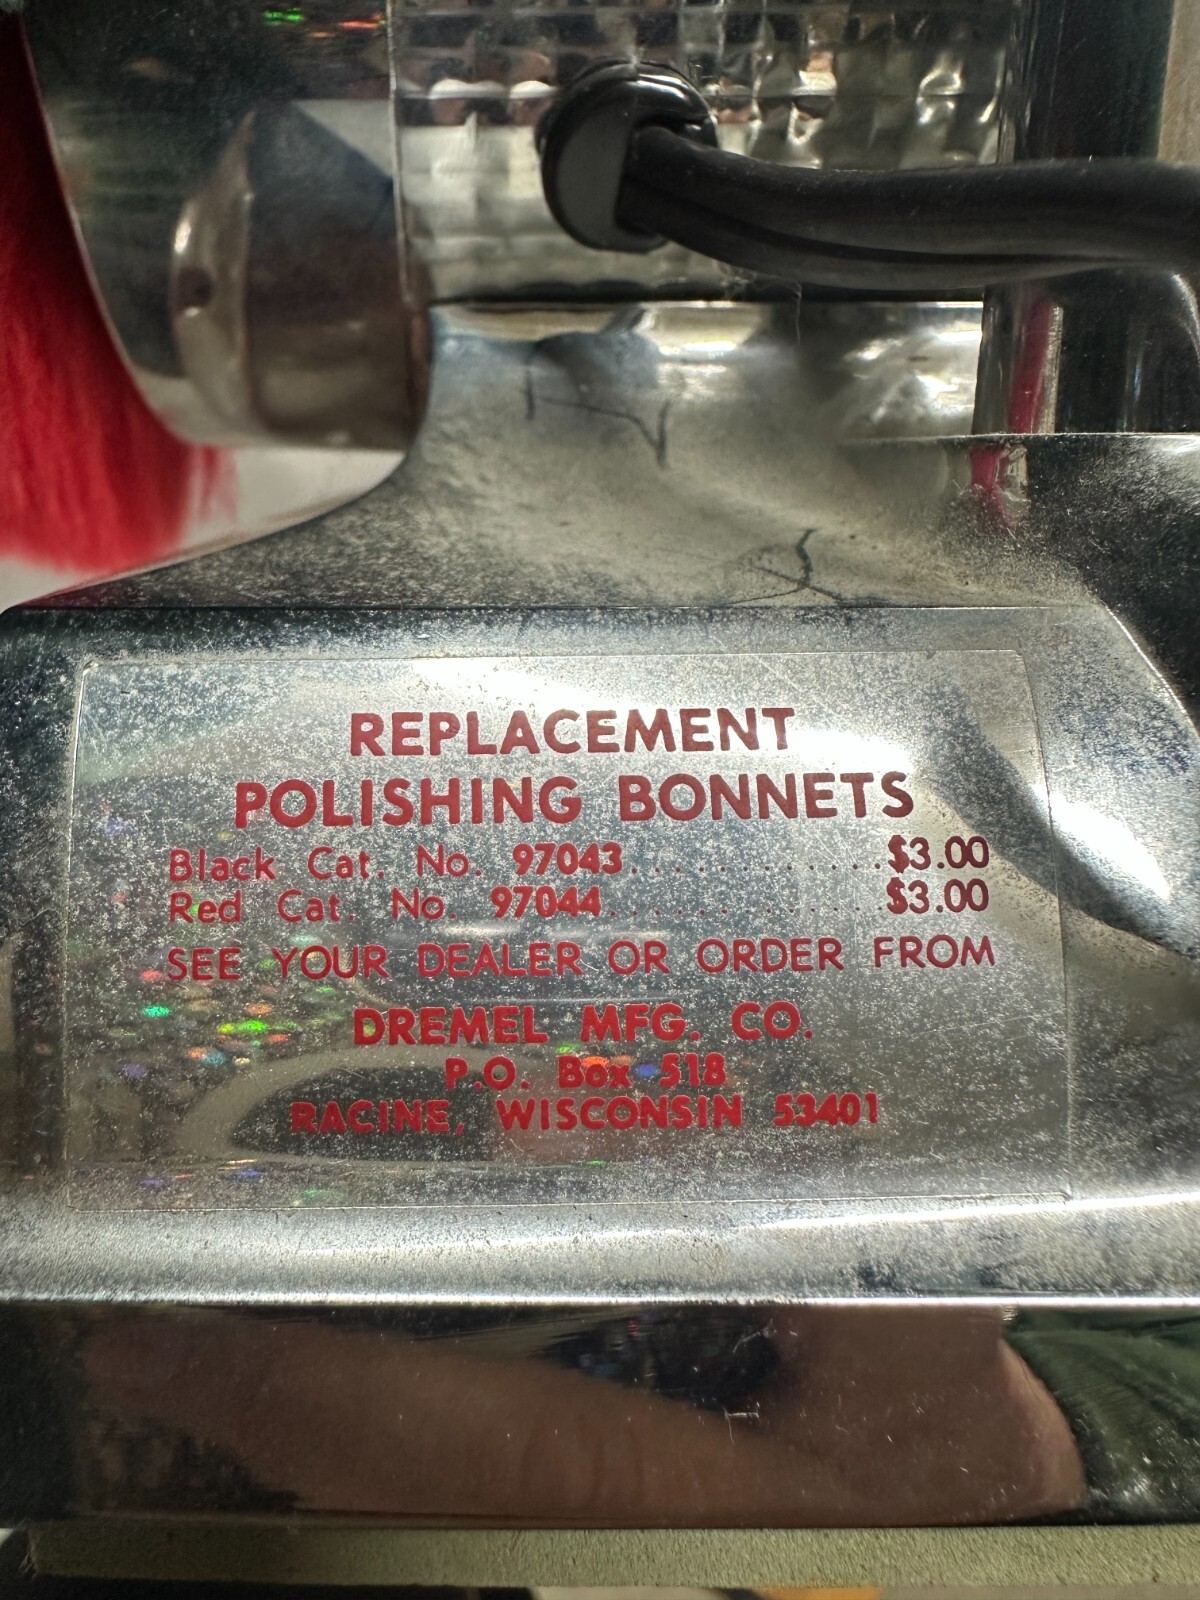 REPLACEMENT
POLISHING BONNETS
Black Cat. No. 97043..............$3.00
Red Cat. No. 97044..............$3.00
SEE YOUR DEALER OR ORDER FROM
DREMEL MFG. CO.
P.O. Box 518
RACINE, WISCONSIN 53401